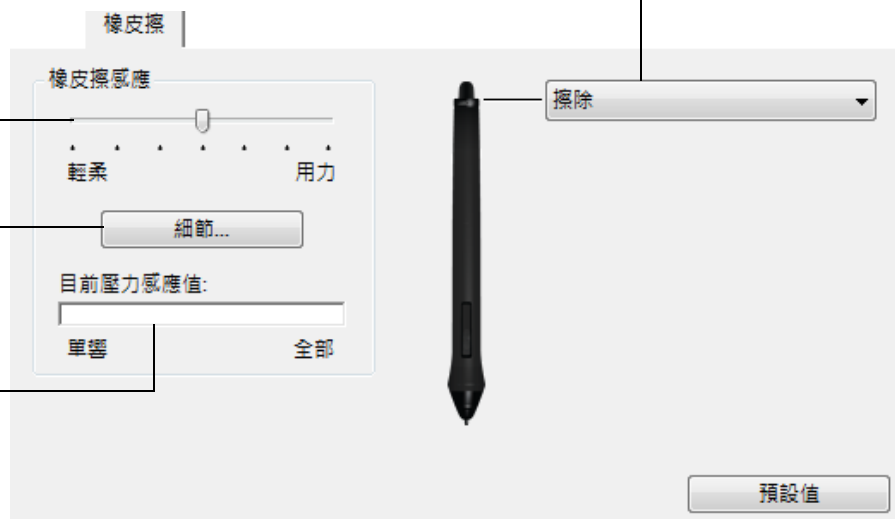 橡皮擦
橡皮擦感應
擦除
輕柔 用力
細節...
目前壓力感應值:
單響 全部
預設值